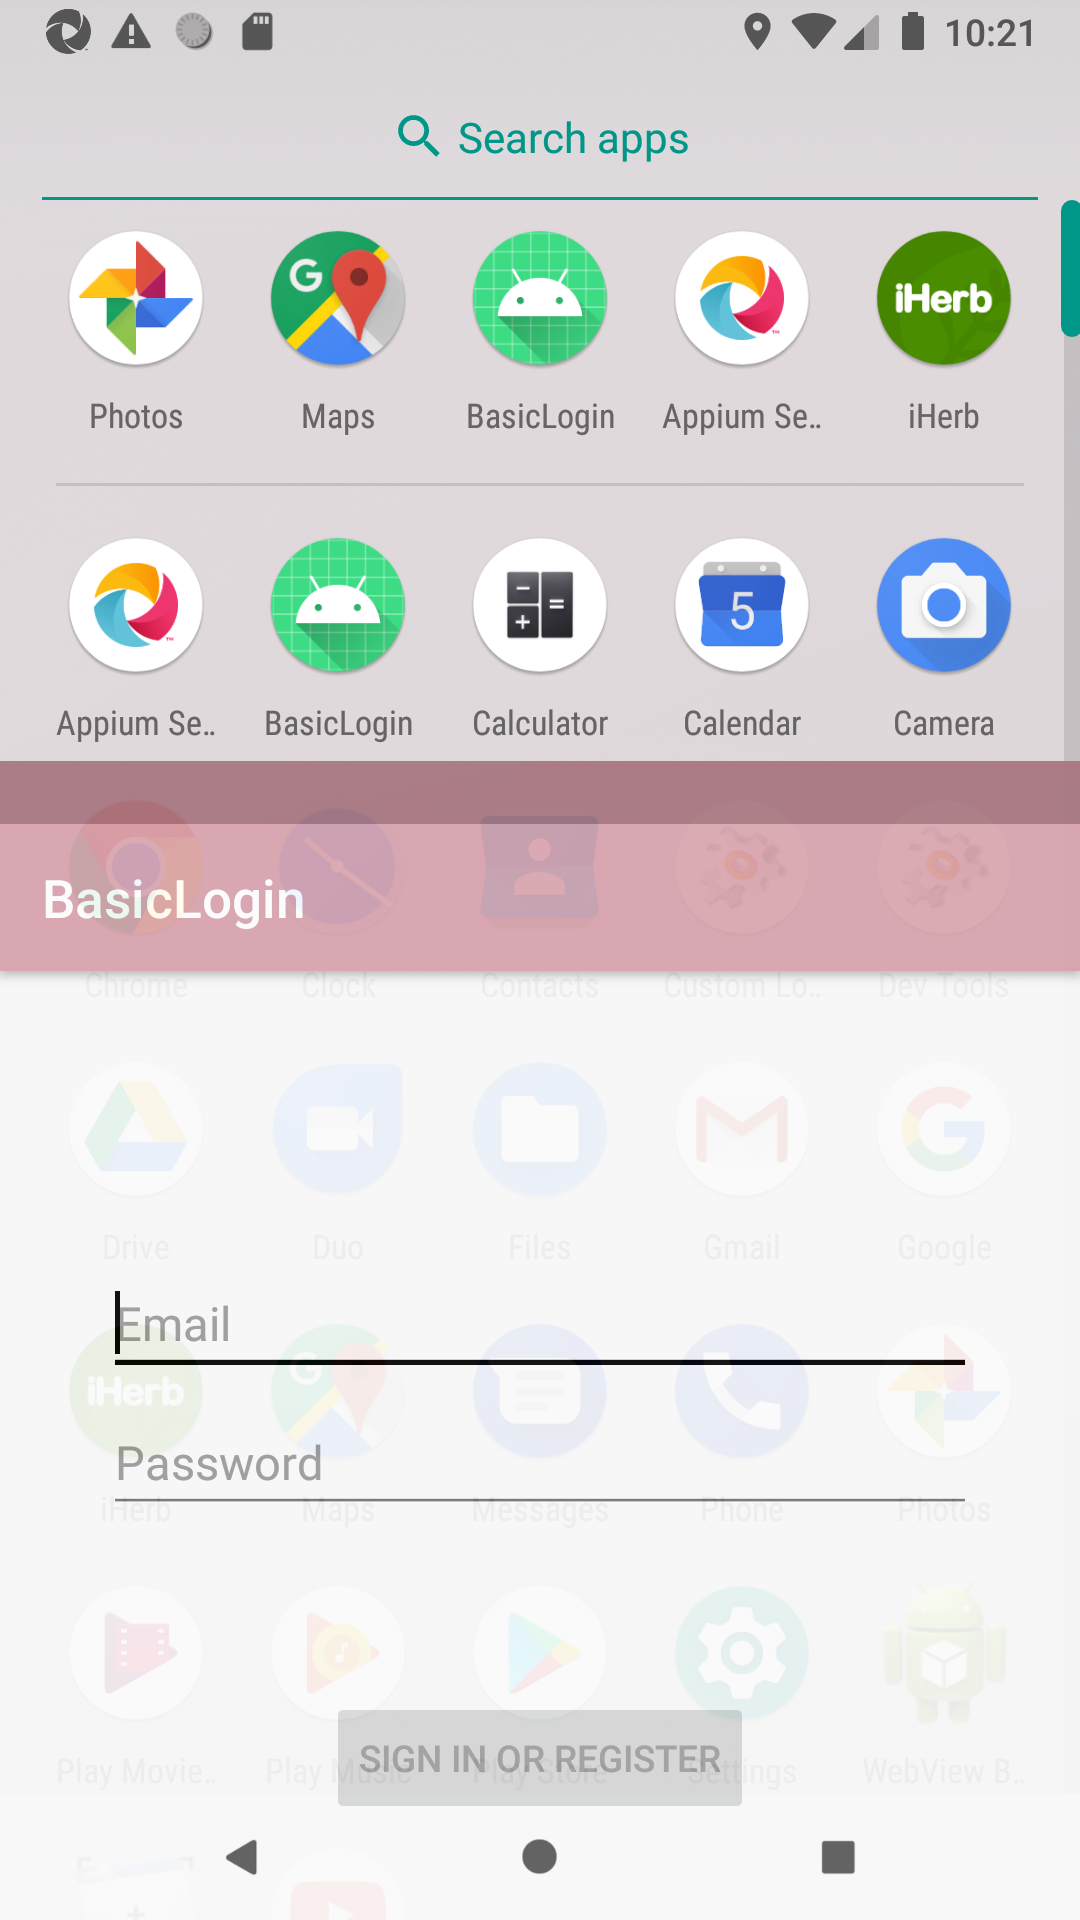 10:21
Search apps
iHerb
Photos Maps BasicLogin Appium Se.. iHerb
5
Appium Se.. BasicLogin Calculator Calendar Camera
BasicLogin
Chrome Clock Contacts Custom Lo.. Dev Tools
Drive Duo Files Gmail Google
Email
iHerb
Password
iHerb Maps Messages Phone Photos
SIGN IN OR REGISTER
Play Movie.. Play Music Play Store Settings WebView B..